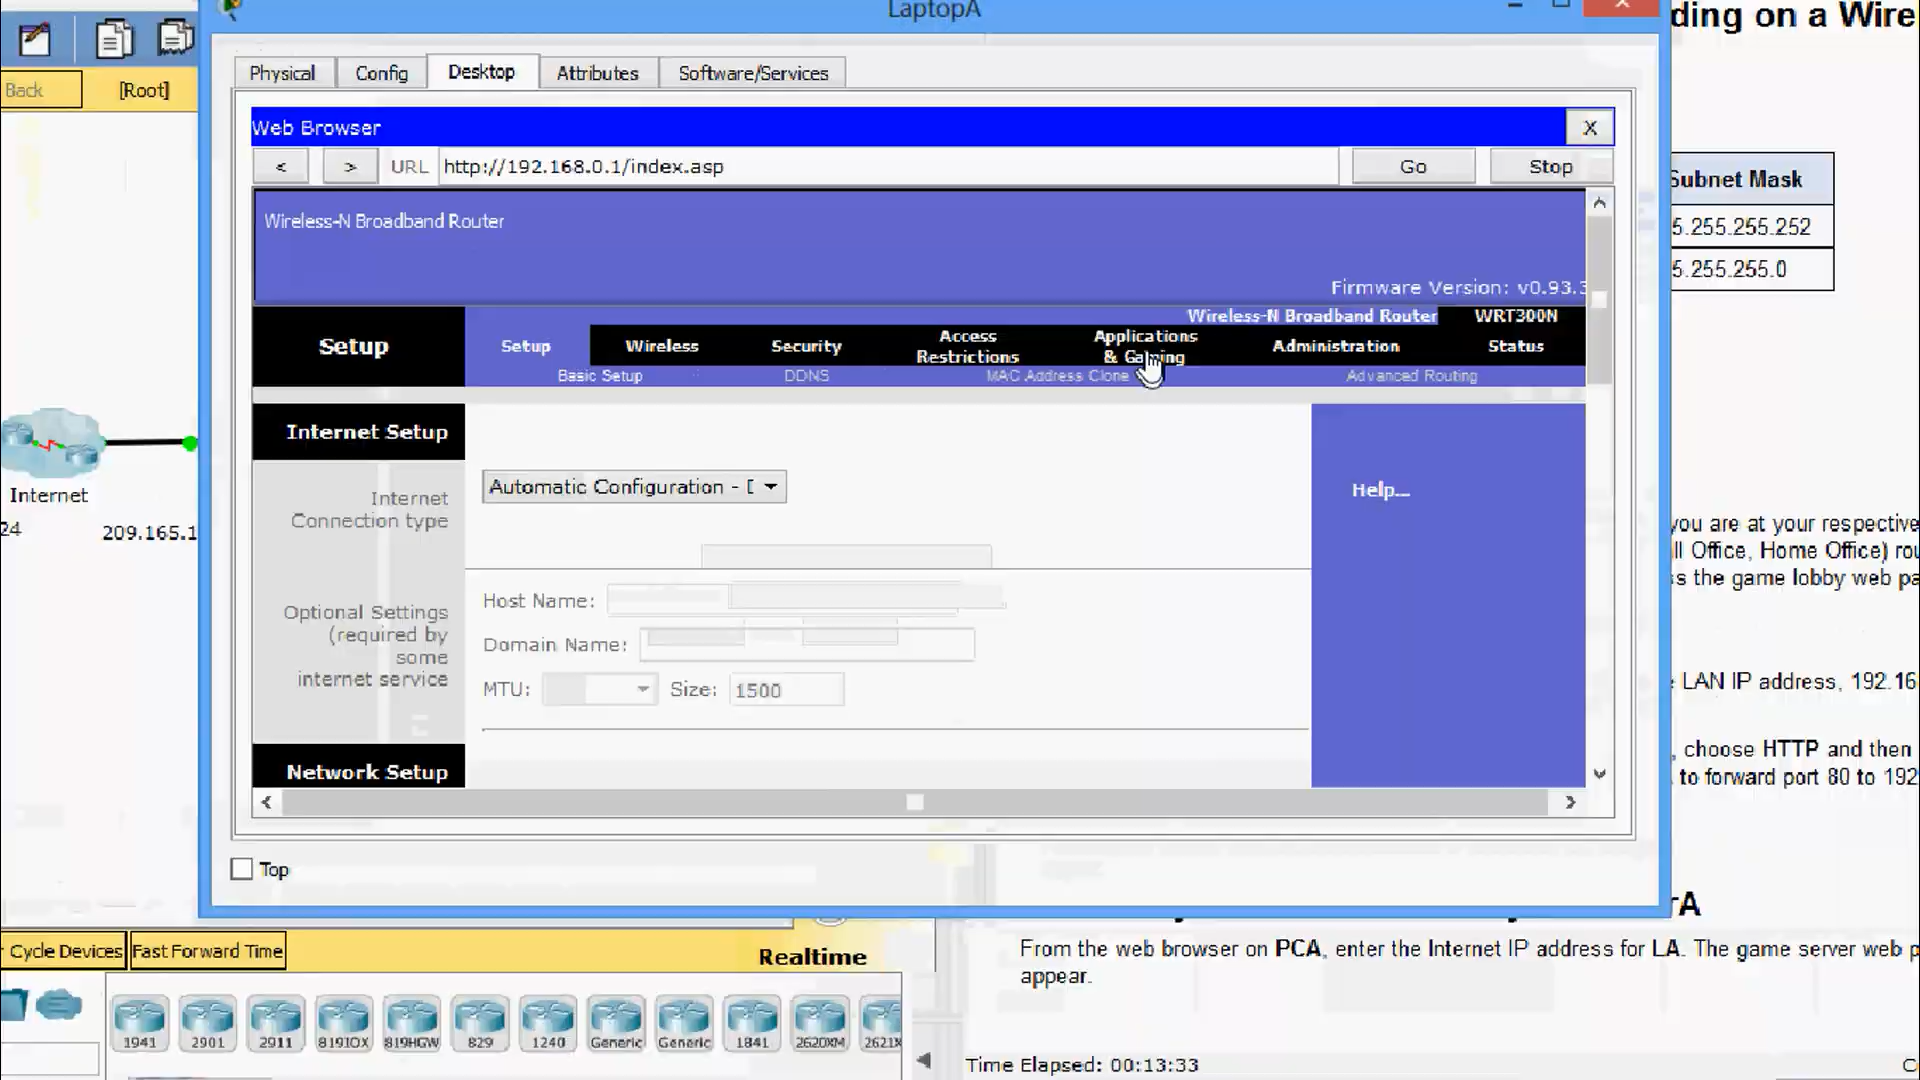 LaptopA
ding on a Wire
Physical
Config
Desktop
Attributes
Software/Services
Back
[Root]
Web Browser
X
<
>
URL
http://192.168.0.1/index.asp
Go
Stop
Subnet Mask
5.255.255.252
5.255.255.0
Wireless-N Broadband Router
Firmware Version: v0.93.3
Wireless-N Broadband Router
WRT300N
Setup
Setup
Wireless
Security
Access
Restrictions
Applications
& Gaming
Administration
Status
Basic Setup
DDNS
MAC Address Clone
Advanced Routing
Internet Setup
Internet
Connection type
Automatic Configuration - D
Help...
Optional Settings
(required by
some
internet service
Host Name:
Domain Name:
MTU:
Size:
1500
Network Setup
Internet
24
209.165.1
you are at your respective
ll Office, Home Office) rou
s the game lobby web pa
LAN IP address, 192.16
, choose HTTP and then
to forward port 80 to 192
Top
rA
From the web browser on PCA, enter the Internet IP address for LA. The game server web p
appear.
Cycle Devices
Fast Forward Time
Realtime
1941
2901
2911
819IOX
819HGW
829
1240
Generic
Generic
1841
2620XM
2621X
Time Elapsed: 00:13:33
C